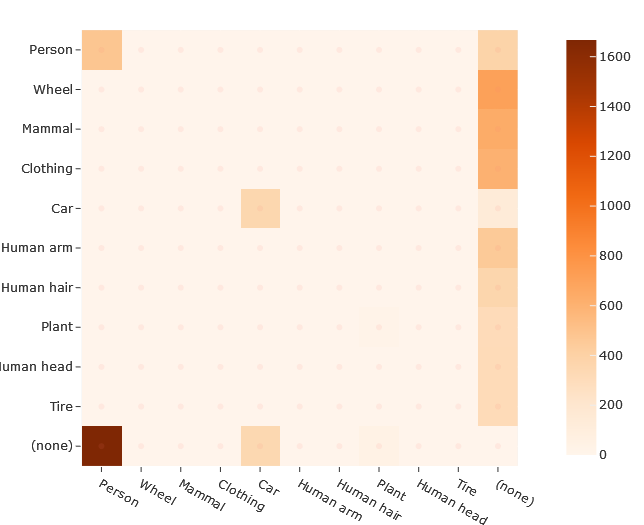 Person
Wheel
Mammal
Clothing
Car
Human arm
Human hair
Plant
uman head
Tire
(none)
Person
Wheel
Mammal
Clothing
Car
Human arm
Human hair
Plant
Human head
Tire
(none)
1600
1400
1200
1000
800
600
400
200
0